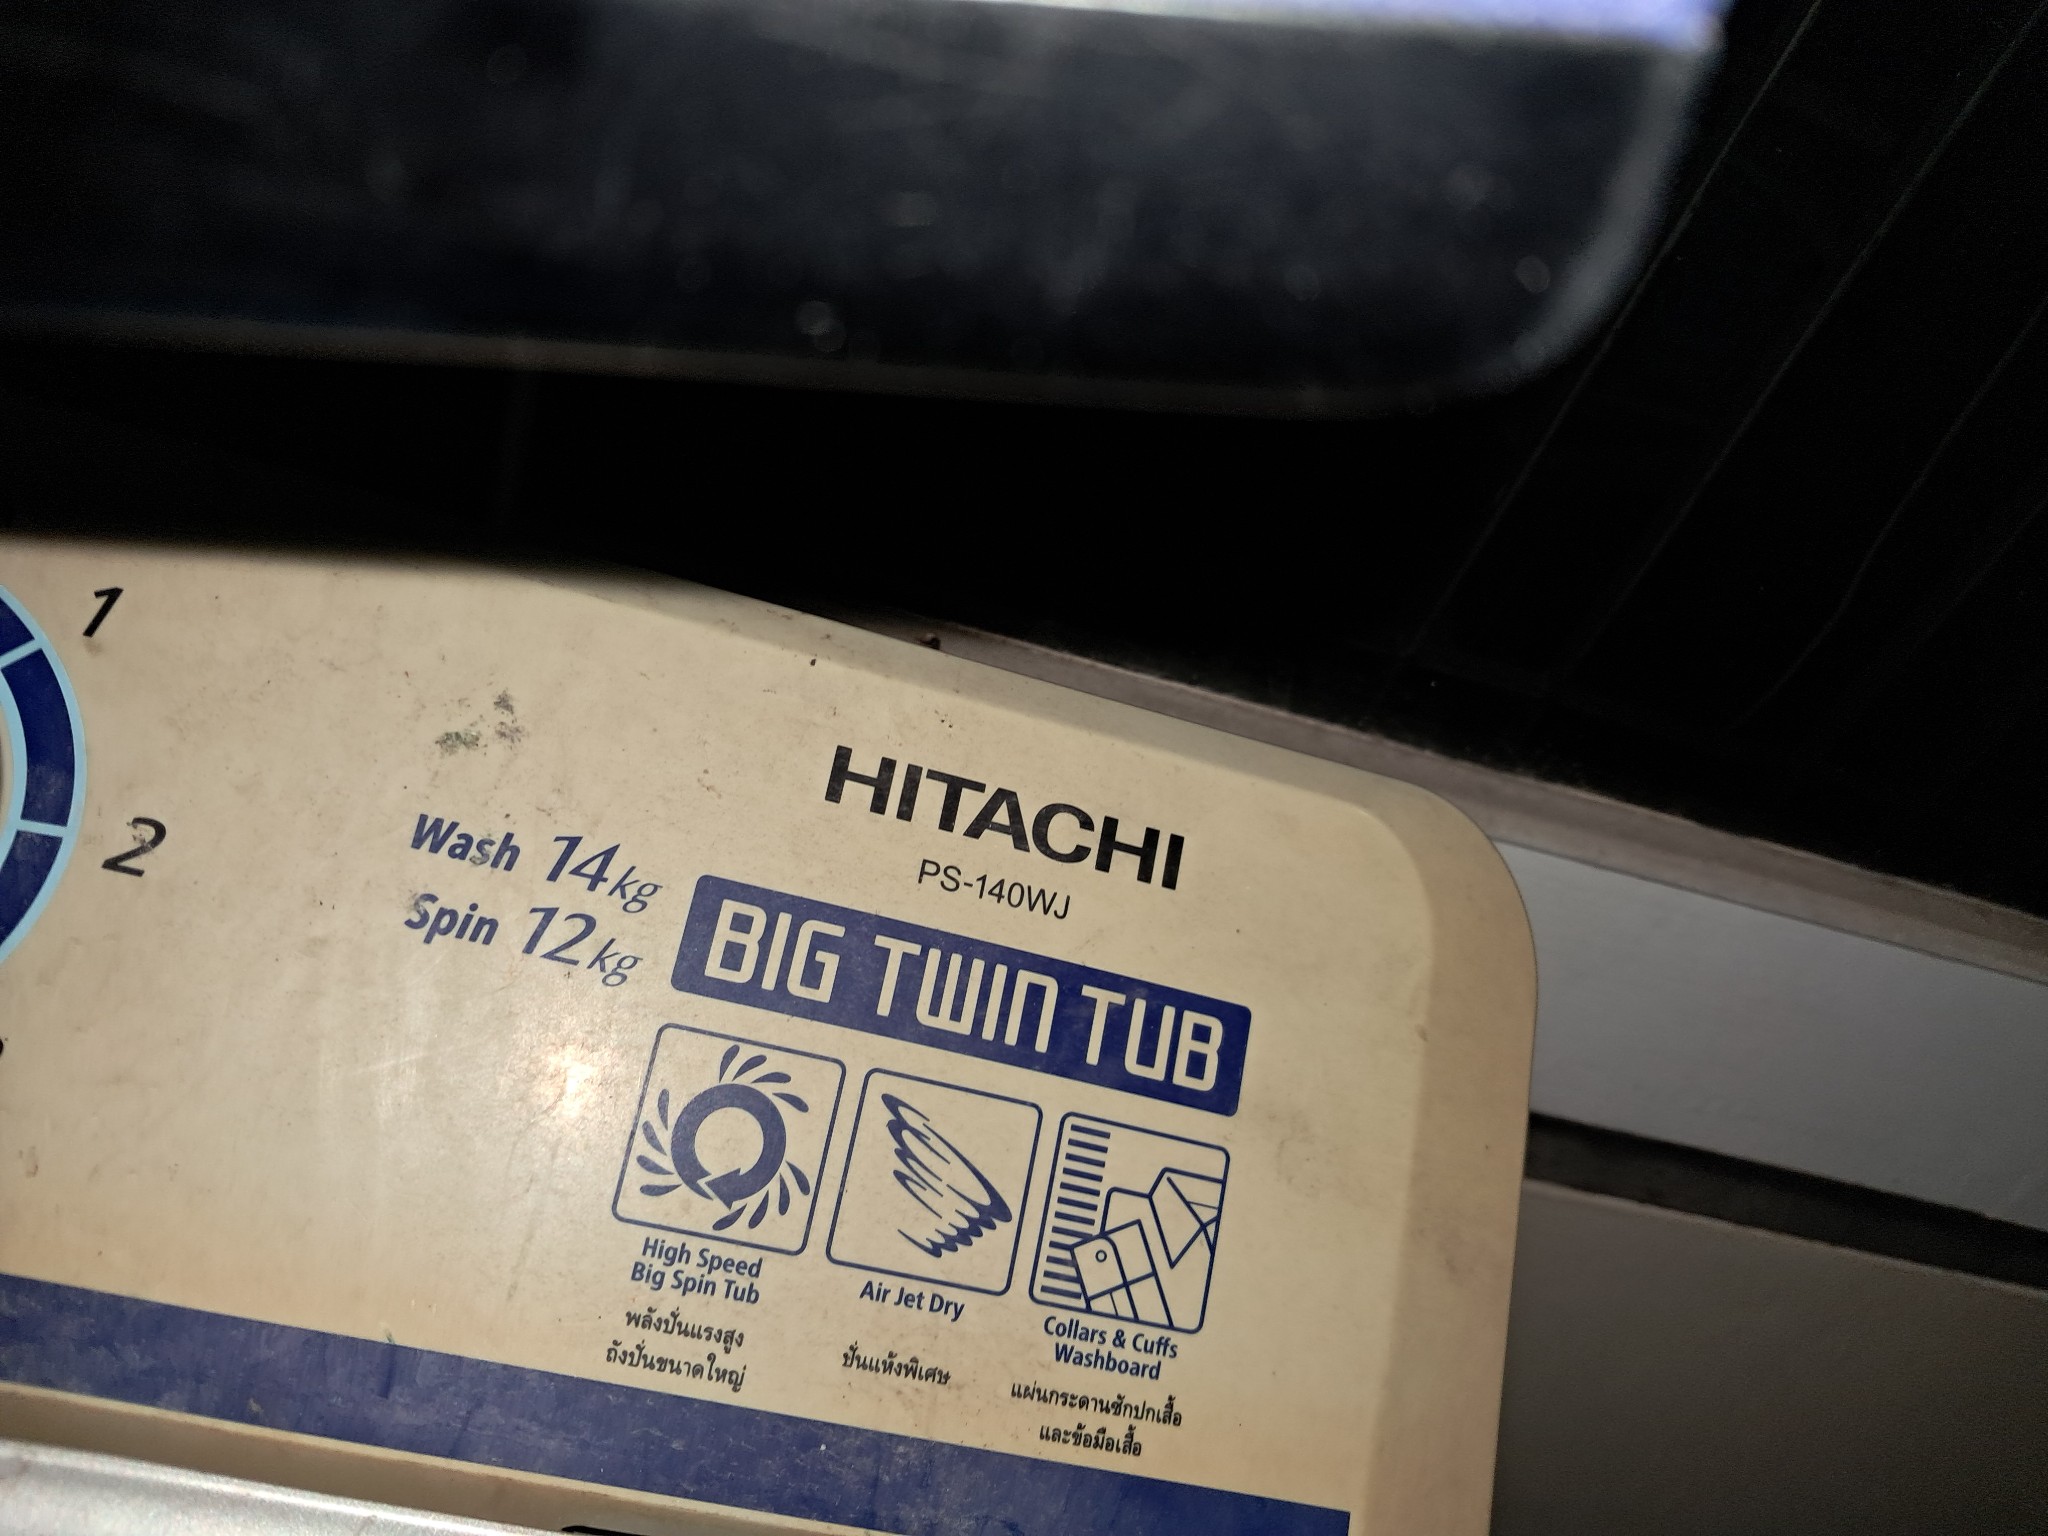 1
2
HITACHI
PS-140WJ
Wash 14kg
Spin 12kg
BIG TWIN TUB
High Speed
Big Spin Tub
พลังปั่นแรงสูง
ถังปั่นขนาดใหญ่
Air Jet Dry
ปั่นแห้งพิเศษ
Collars & Cuffs
Washboard
แผ่นกระดานซักปกเสื้อ
และข้อมือเสื้อ